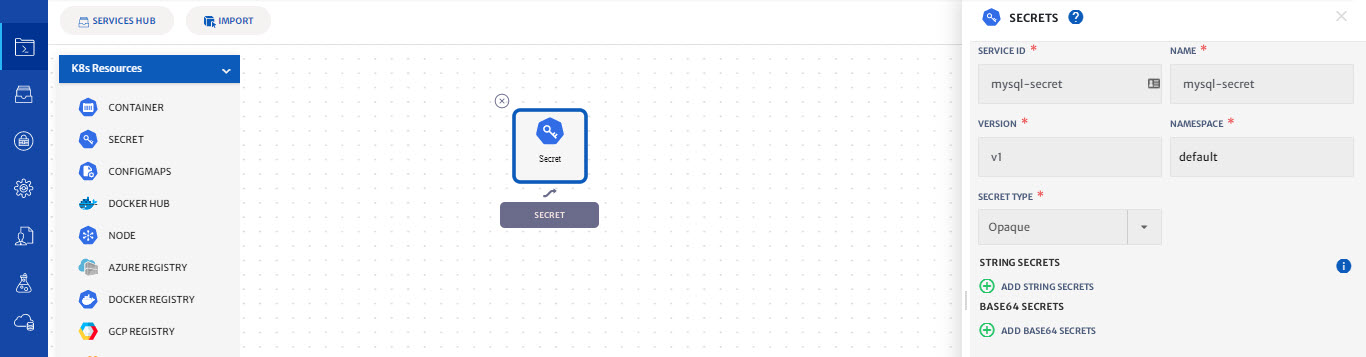 SERVICES HUB
IMPORT
K8s Resources
CONTAINER
SECRET
CONFIGMAPS
DOCKER HUB
NODE
AZURE REGISTRY
DOCKER REGISTRY
GCP REGISTRY
Secret
SECRET
SECRETS ?
SERVICE ID * NAME *
mysql-secret mysql-secret
VERSION * NAMESPACE *
v1 default
SECRET TYPE *
Opaque
STRING SECRETS
ADD STRING SECRETS
BASE64 SECRETS
ADD BASE64 SECRETS